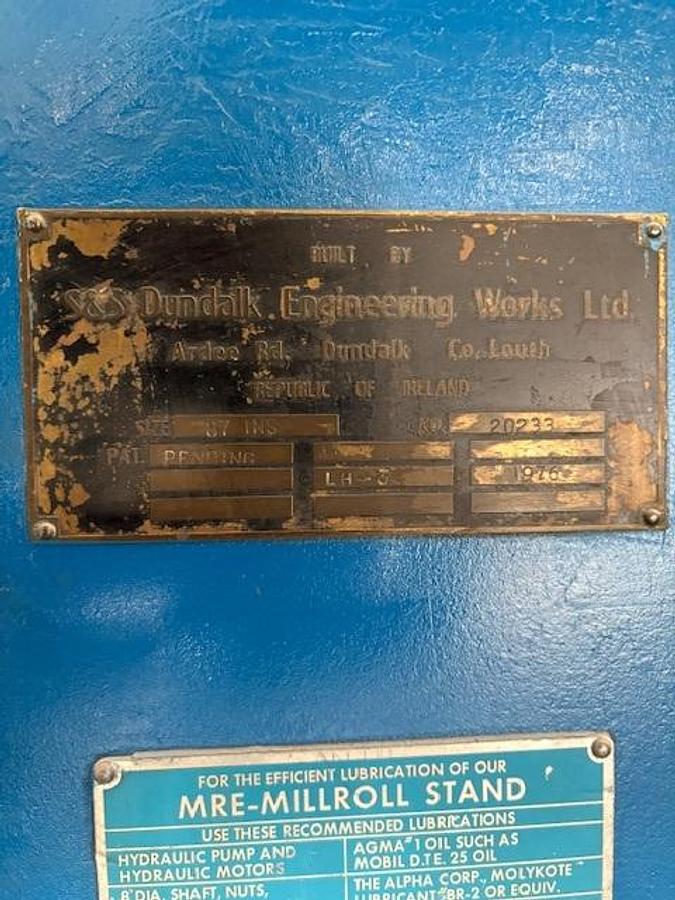 BUILT BY
S&S Dundalk Engineering Works Ltd.
Ardee Rd. Dundalk Co. Louth
REPUBLIC OF IRELAND
SIZE 87 INS NO. 20233
PAT. PENDING
LH-3 1976
FOR THE EFFICIENT LUBRICATION OF OUR
MRE-MILLROLL STAND
USE THESE RECOMMENDED LUBRICATIONS
HYDRAULIC PUMP AND HYDRAULIC MOTORS
AGMA #1 OIL SUCH AS MOBIL D.T.E. 25 OIL
8" DIA. SHAFT, NUTS,
THE ALPHA CORP., MOLYKOTE LUBRICANT #BR-2 OR EQUIV.